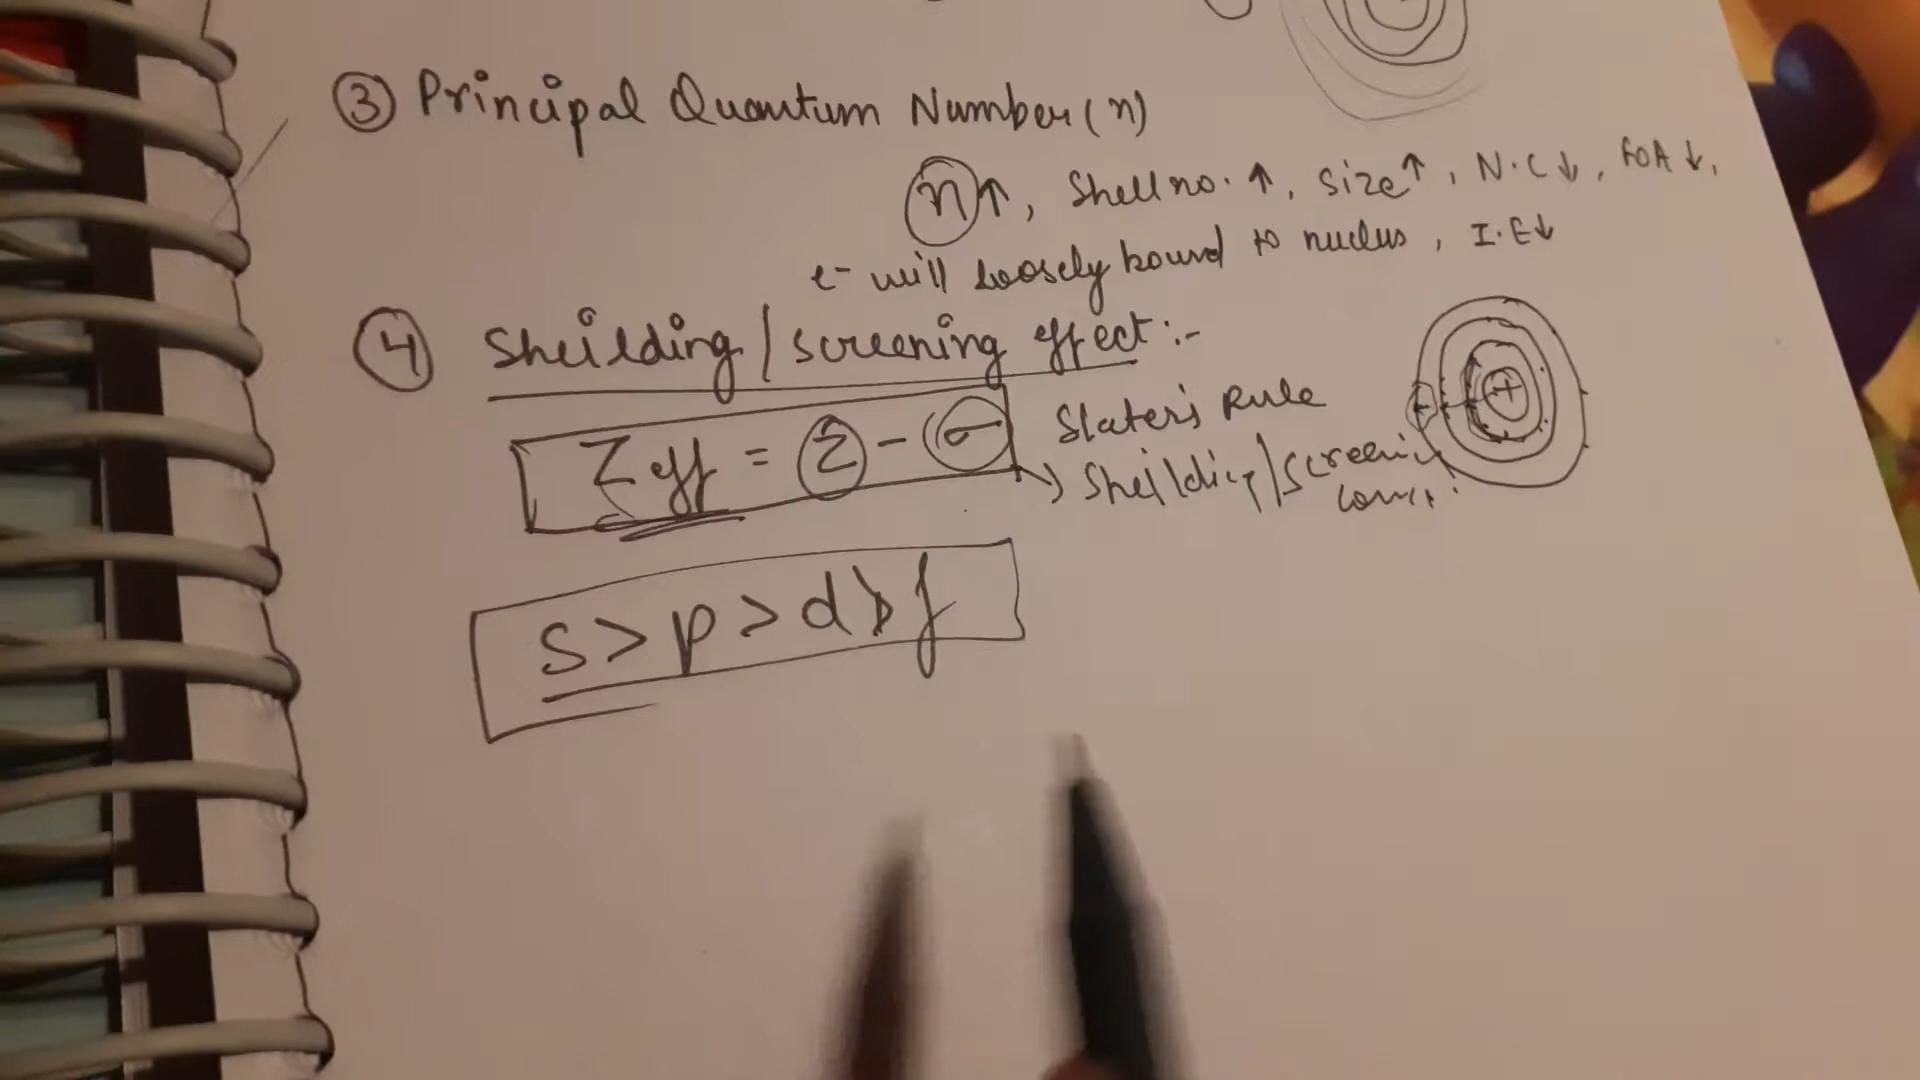 ③ Principal Quantum Number (n)
n↑, Shell no. ↑, Size↑, N.C↓, FOA↓,
e- will loosely bound to nucleus, I.E↓
④ Sheilding/screening effect:-
Zeff = Z - σ
Slater's Rule
→ Sheilding/Screening
s>p>d>f
+